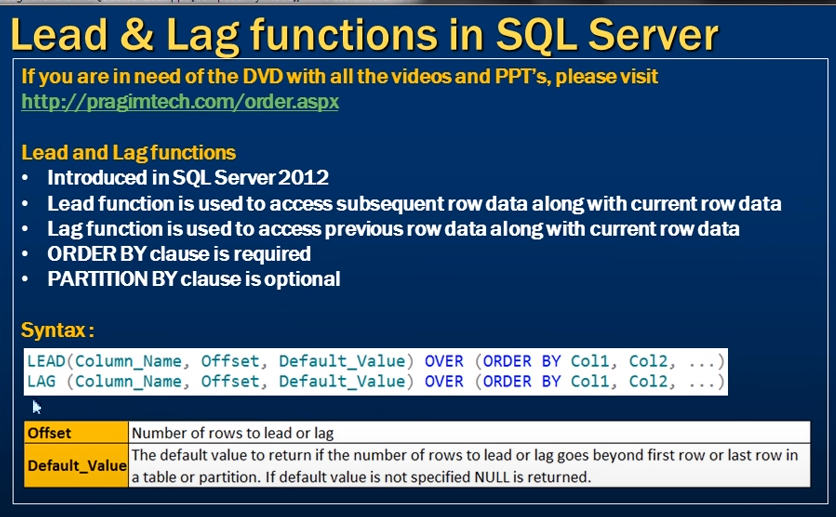 Lead & Lag functions in SQL Server
If you are in need of the DVD with all the videos and PPT's, please visit
http://pragimtech.com/order.aspx
Lead and Lag functions
• Introduced in SQL Server 2012
• Lead function is used to access subsequent row data along with current row data
• Lag function is used to access previous row data along with current row data
• ORDER BY clause is required
• PARTITION BY clause is optional
Syntax :
LEAD(Column_Name, Offset, Default_Value) OVER (ORDER BY Col1, Col2, ...)
LAG (Column_Name, Offset, Default_Value) OVER (ORDER BY Col1, Col2, ...)
Offset Number of rows to lead or lag
Default_Value The default value to return if the number of rows to lead or lag goes beyond first row or last row in
a table or partition. If default value is not specified NULL is returned.